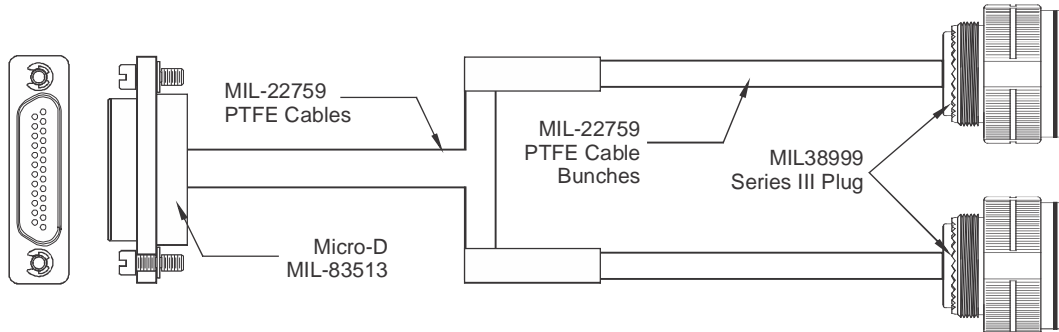 MIL-22759
PTFE Cables
MIL-22759
PTFE Cable
Bunches
MIL38999
Series III Plug
Micro-D
MIL-83513